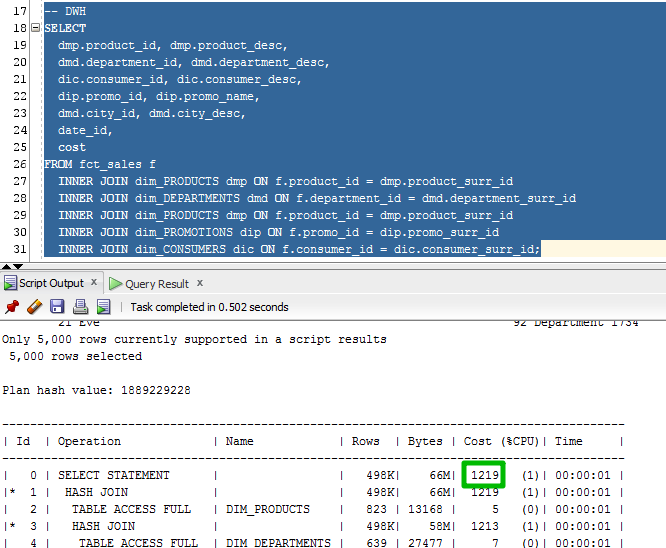 17 -- DWH
18 SELECT
19 dmp.product_id, dmp.product_desc,
20 dmd.department_id, dmd.department_desc,
21 dic.consumer_id, dic.consumer_desc,
22 dip.promo_id, dip.promo_name,
23 dmd.city_id, dmd.city_desc,
24 date_id,
25 cost
26 FROM fct_sales f
27 INNER JOIN dim_PRODUCTS dmp ON f.product_id = dmp.product_surr_id
28 INNER JOIN dim_DEPARTMENTS dmd ON f.department_id = dmd.department_surr_id
29 INNER JOIN dim_PRODUCTS dmp ON f.product_id = dmp.product_surr_id
30 INNER JOIN dim_PROMOTIONS dip ON f.promo_id = dip.promo_surr_id
31 INNER JOIN dim_CONSUMERS dic ON f.consumer_id = dic.consumer_surr_id;
Script Output x Query Result x
Task completed in 0.502 seconds
21 Eve 92 Department 1734
Only 5,000 rows currently supported in a script results
5,000 rows selected
Plan hash value: 1889229228
--------------------------------------------------------------------------------------------
| Id | Operation | Name | Rows | Bytes | Cost (%CPU)| Time |
--------------------------------------------------------------------------------------------
| 0 | SELECT STATEMENT | | 498K| 66M| 1219 (1)| 00:00:01 |
|* 1 | HASH JOIN | | 498K| 66M| 1219 (1)| 00:00:01 |
| 2 | TABLE ACCESS FULL | DIM_PRODUCTS | 823 | 13168 | 5 (0)| 00:00:01 |
|* 3 | HASH JOIN | | 498K| 58M| 1213 (1)| 00:00:01 |
| 4 | TABLE ACCESS FULL | DIM_DEPARTMENTS | 639 | 27477 | 7 (0)| 00:00:01 |